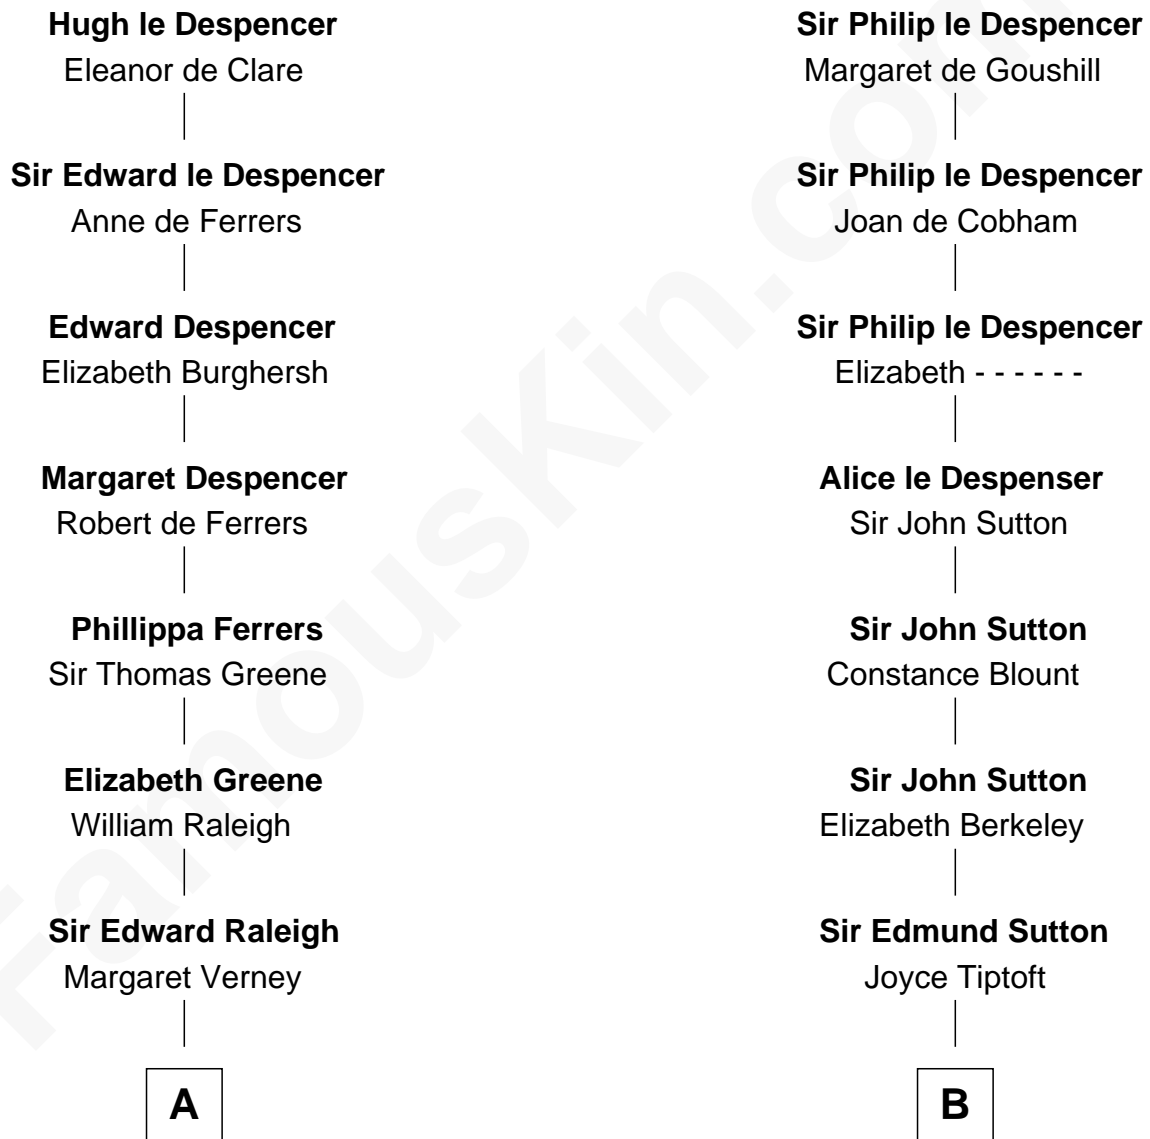 Hugh le Despencer
Eleanor de Clare
Sir Edward le Despencer
Anne de Ferrers
Edward Despencer
Elizabeth Burghersh
Margaret Despencer
Robert de Ferrers
Phillippa Ferrers
Sir Thomas Greene
Elizabeth Greene
William Raleigh
Sir Edward Raleigh
Margaret Verney
A
Sir Philip le Despencer
Margaret de Goushill
Sir Philip le Despencer
Joan de Cobham
Sir Philip le Despencer
Elizabeth - - - - - -
Alice le Despenser
Sir John Sutton
Sir John Sutton
Constance Blount
Sir John Sutton
Elizabeth Berkeley
Sir Edmund Sutton
Joyce Tiptoft
B
FamousKin.com